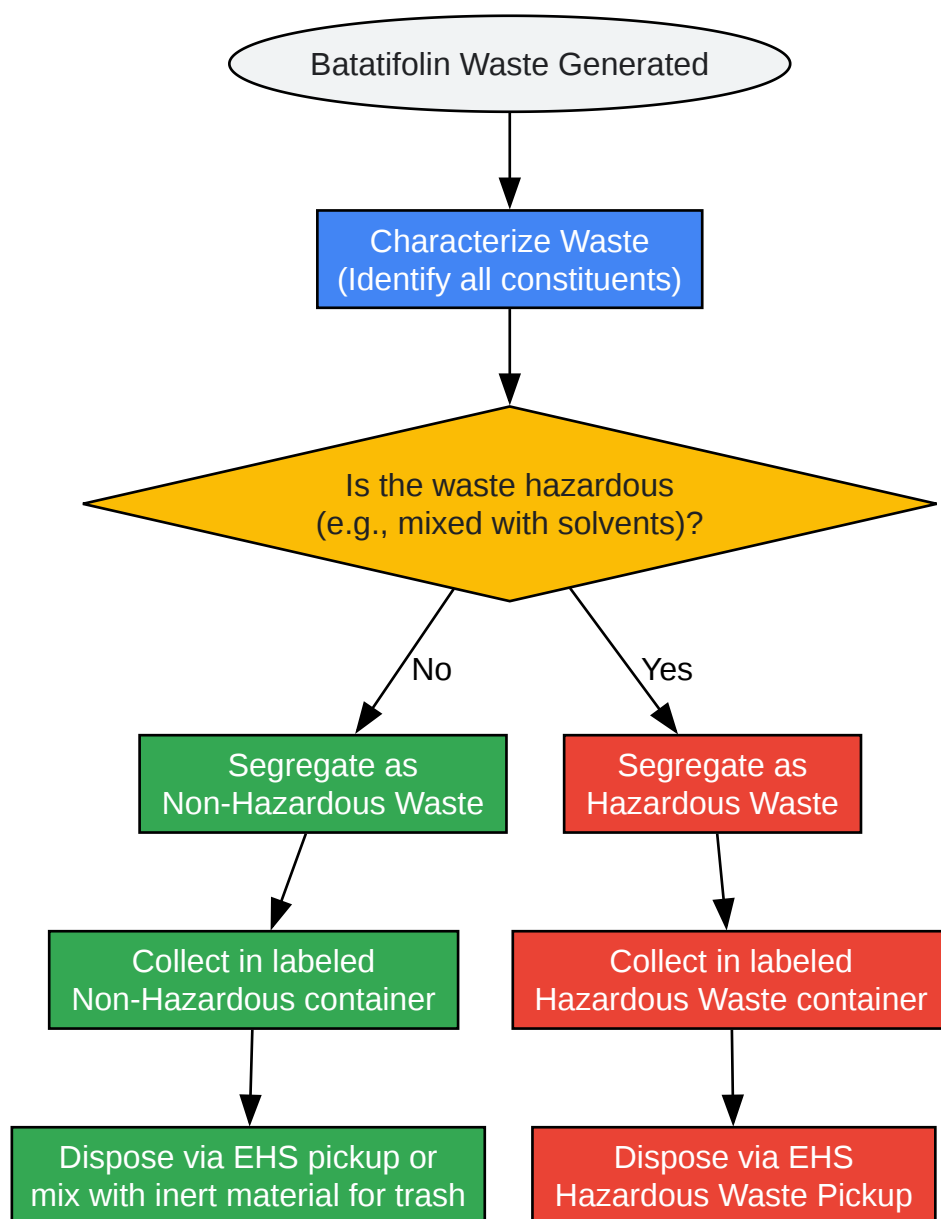 Batatifolin Waste Generated
Characterize Waste
(Identify all constituents)
Is the waste hazardous
(e.g., mixed with solvents)?
No
Yes
Segregate as
Non-Hazardous Waste
Segregate as
Hazardous Waste
Collect in labeled
Non-Hazardous container
Collect in labeled
Hazardous Waste container
Dispose via EHS pickup or
mix with inert material for trash
Dispose via EHS
Hazardous Waste Pickup